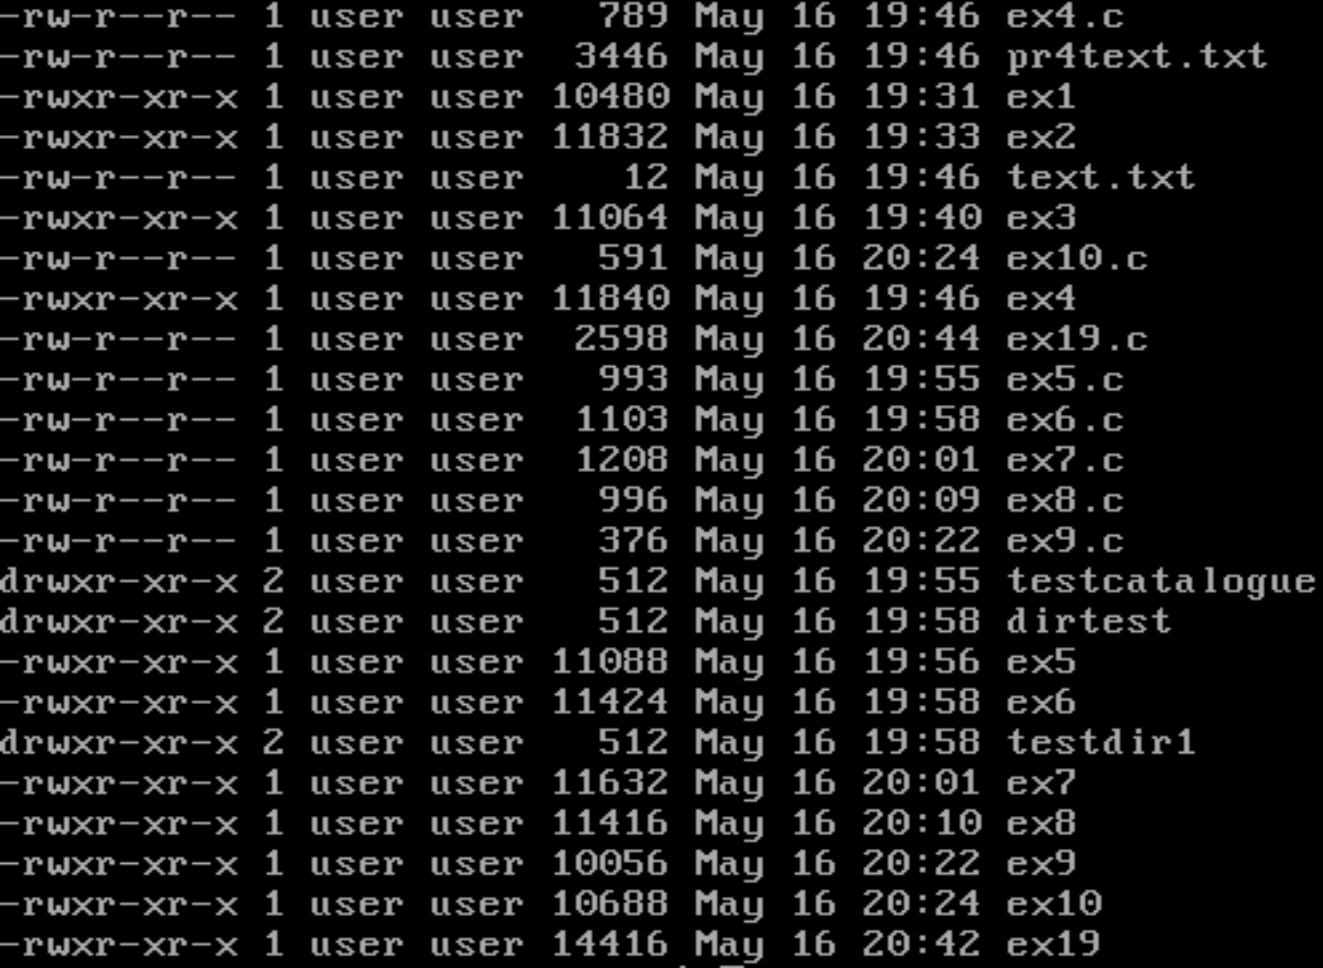 -rw-r--r-- 1 user user   789 May 16 19:46 ex4.c
-rw-r--r-- 1 user user  3446 May 16 19:46 pr4text.txt
-rwxr-xr-x 1 user user 10480 May 16 19:31 ex1
-rwxr-xr-x 1 user user 11832 May 16 19:33 ex2
-rw-r--r-- 1 user user    12 May 16 19:46 text.txt
-rwxr-xr-x 1 user user 11064 May 16 19:40 ex3
-rw-r--r-- 1 user user   591 May 16 20:24 ex10.c
-rwxr-xr-x 1 user user 11840 May 16 19:46 ex4
-rw-r--r-- 1 user user  2598 May 16 20:44 ex19.c
-rw-r--r-- 1 user user   993 May 16 19:55 ex5.c
-rw-r--r-- 1 user user  1103 May 16 19:58 ex6.c
-rw-r--r-- 1 user user  1208 May 16 20:01 ex7.c
-rw-r--r-- 1 user user   996 May 16 20:09 ex8.c
-rw-r--r-- 1 user user   376 May 16 20:22 ex9.c
drwxr-xr-x 2 user user   512 May 16 19:55 testcatalogue
drwxr-xr-x 2 user user   512 May 16 19:58 dirtest
-rwxr-xr-x 1 user user 11088 May 16 19:56 ex5
-rwxr-xr-x 1 user user 11424 May 16 19:58 ex6
drwxr-xr-x 2 user user   512 May 16 19:58 testdir1
-rwxr-xr-x 1 user user 11632 May 16 20:01 ex7
-rwxr-xr-x 1 user user 11416 May 16 20:10 ex8
-rwxr-xr-x 1 user user 10056 May 16 20:22 ex9
-rwxr-xr-x 1 user user 10688 May 16 20:24 ex10
-rwxr-xr-x 1 user user 14416 May 16 20:42 ex19